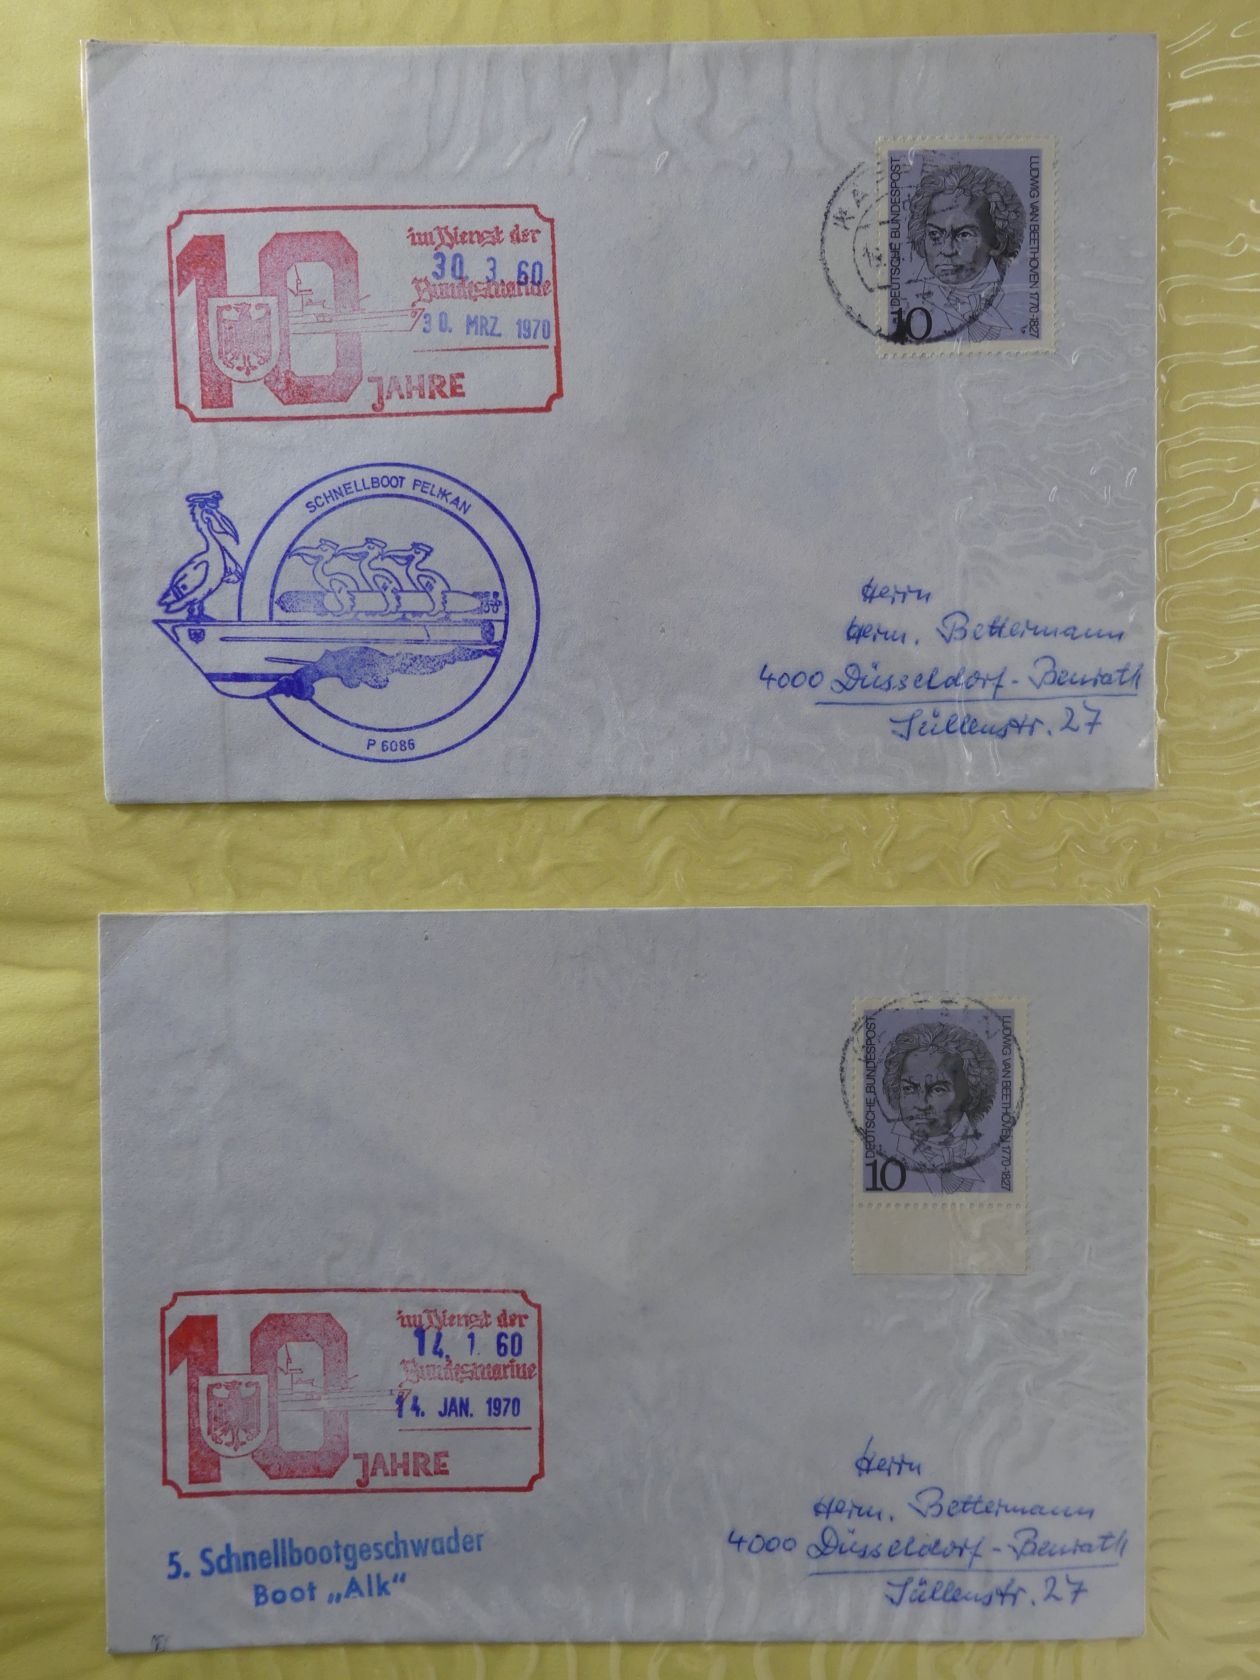 10
JAHRE
im Dienst der
30. 3. 60
Bundesmarine
30. MRZ. 1970
DEUTSCHE BUNDESPOST
LUDWIG VAN BEETHOVEN 1770-1827
10
SCHNELLBOOT PELIKAN
P 6086
Herrn
Herm. Bettermann
4000 Düsseldorf-Benrath
Süllenstr. 27
10
JAHRE
im Dienst der
14. 1. 60
Bundesmarine
14. JAN. 1970
DEUTSCHE BUNDESPOST
LUDWIG VAN BEETHOVEN 1770-1827
10
5. Schnellbootgeschwader
Boot „Alk“
Herrn
Herm. Bettermann
4000 Düsseldorf-Benrath
Süllenstr. 27